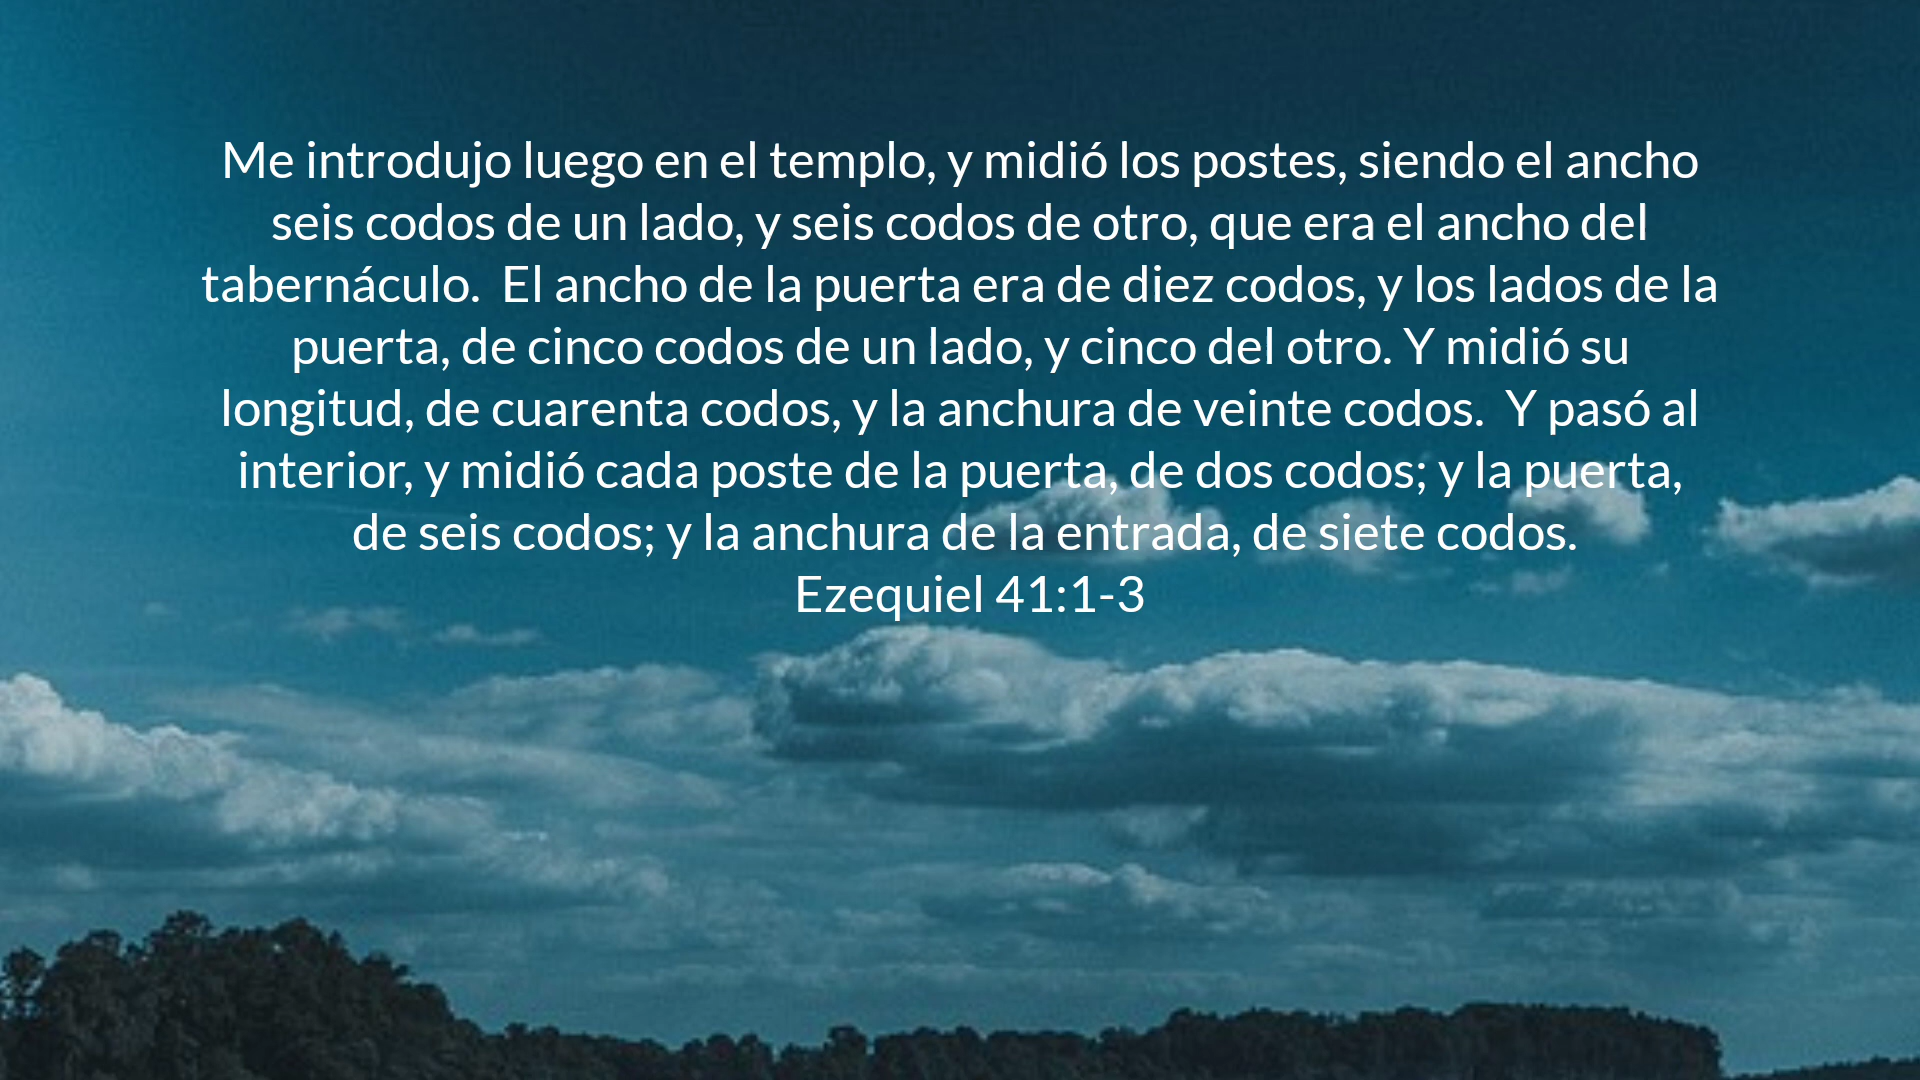 Me introdujo luego en el templo, y midió los postes, siendo el ancho
seis codos de un lado, y seis codos de otro, que era el ancho del
tabernáculo.  El ancho de la puerta era de diez codos, y los lados de la
puerta, de cinco codos de un lado, y cinco del otro. Y midió su
longitud, de cuarenta codos, y la anchura de veinte codos.  Y pasó al
interior, y midió cada poste de la puerta, de dos codos; y la puerta,
de seis codos; y la anchura de la entrada, de siete codos.
Ezequiel 41:1-3